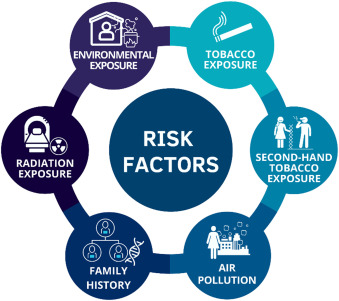 RISK
FACTORS
ENVIRONMENTAL
EXPOSURE
TOBACCO
EXPOSURE
SECOND-HAND
TOBACCO
EXPOSURE
AIR
POLLUTION
FAMILY
HISTORY
RADIATION
EXPOSURE